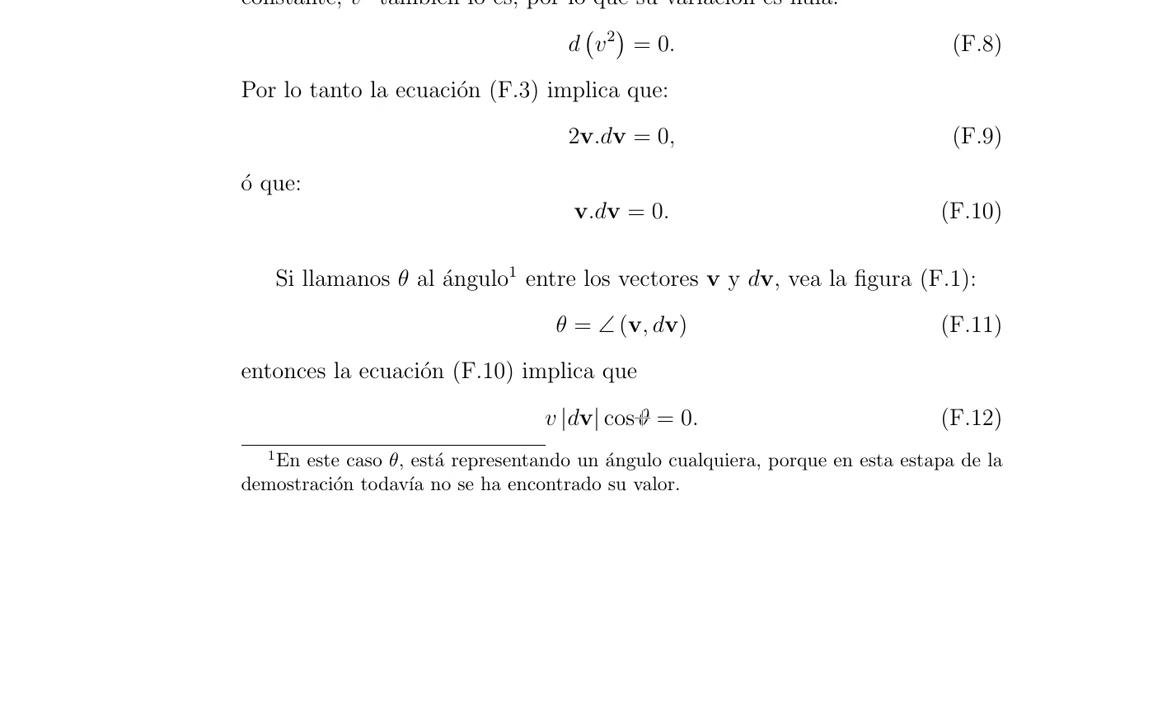 d (v²) = 0. (F.8)
Por lo tanto la ecuación (F.3) implica que:
2v.dv = 0, (F.9)
ó que:
v.dv = 0. (F.10)
Si llamanos θ al ángulo¹ entre los vectores v y dv, vea la figura (F.1):
θ = ∠ (v, dv) (F.11)
entonces la ecuación (F.10) implica que
v |dv| cos θ = 0. (F.12)
¹En este caso θ, está representando un ángulo cualquiera, porque en esta estapa de la
demostración todavía no se ha encontrado su valor.